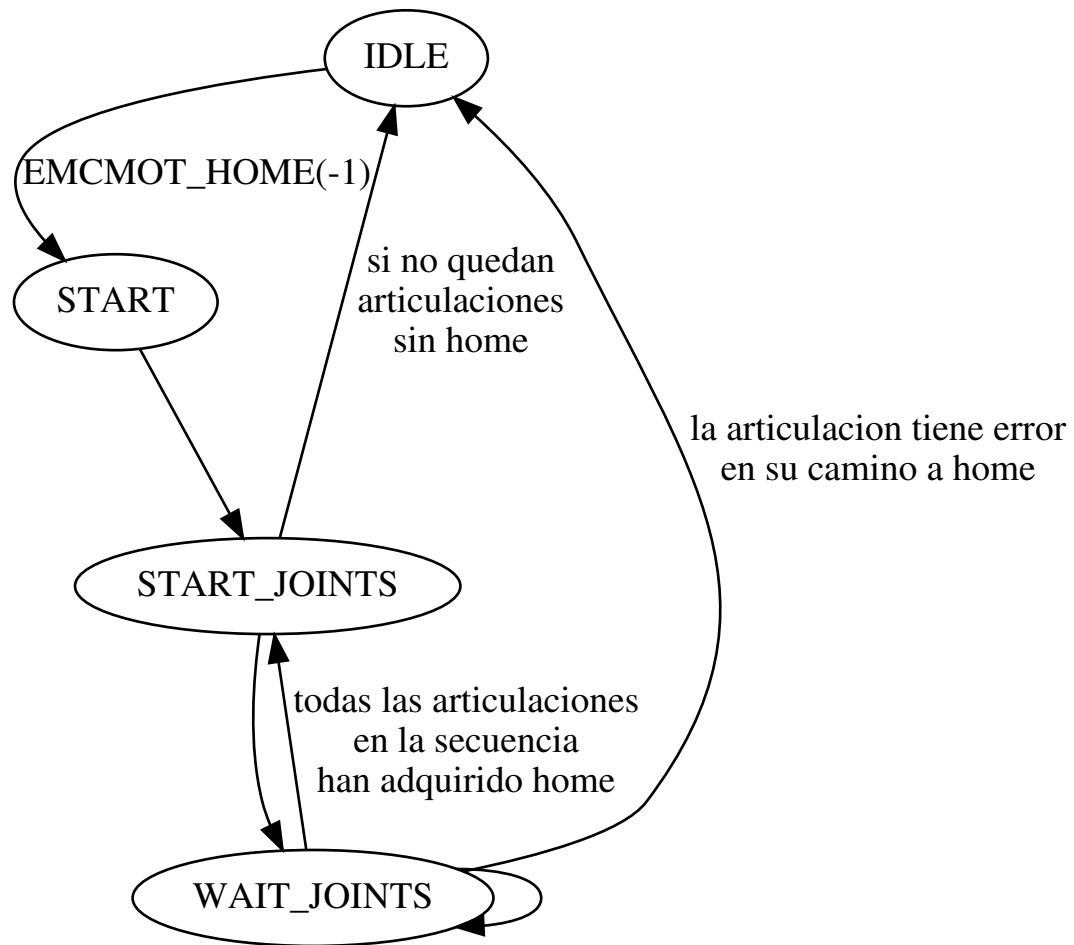 IDLE
EMCMOT_HOME(-1)
si no quedan
articulaciones
sin home
START
la articulacion tiene error
en su camino a home
START_JOINTS
todas las articulaciones
en la secuencia
han adquirido home
WAIT_JOINTS